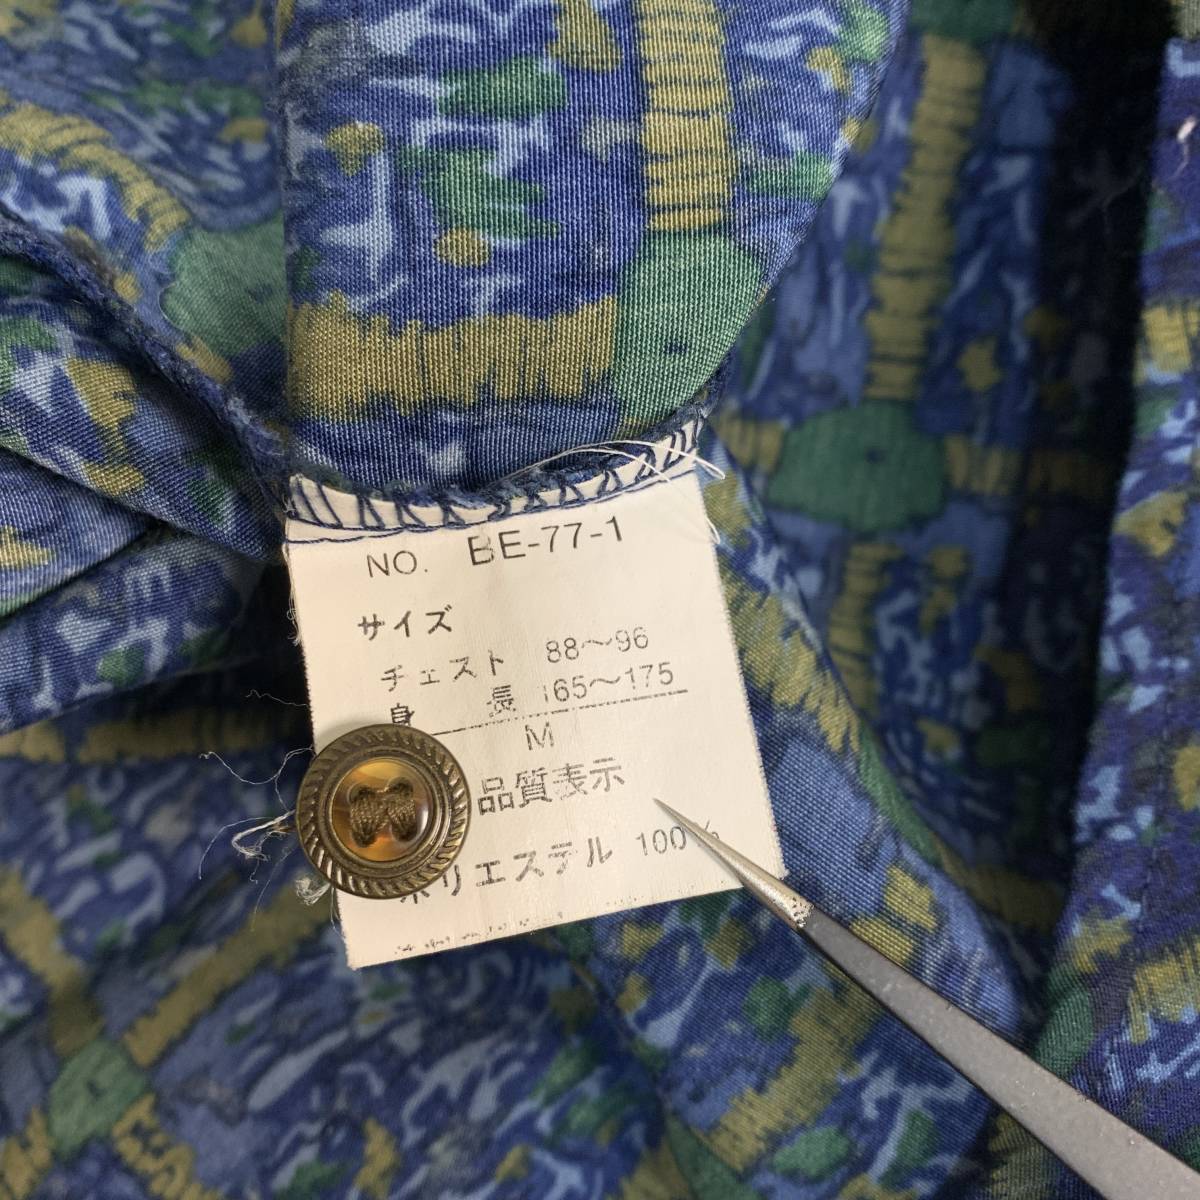 NO. BE-77-1
サイズ
チェスト 88〜96
身長 165〜175
M
品質表示
ポリエステル 100%